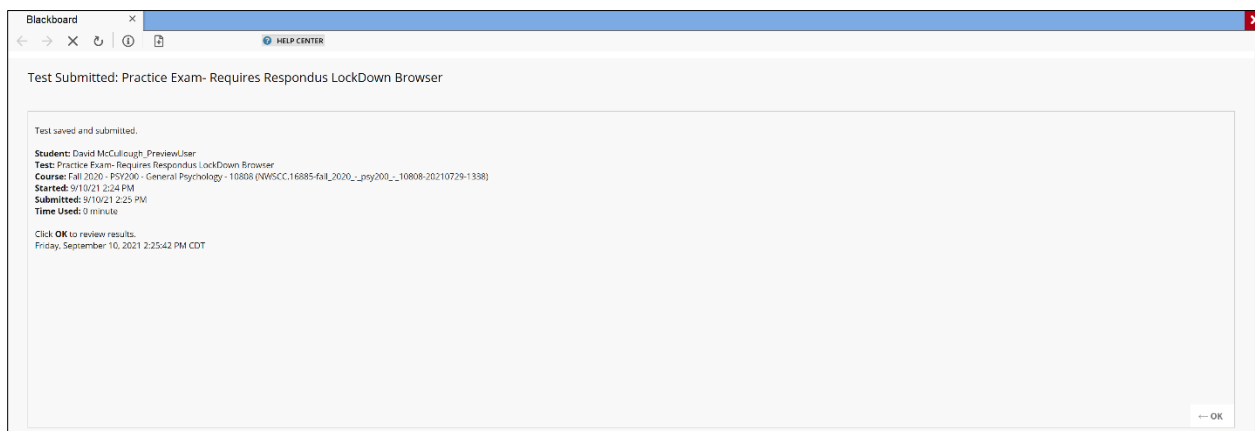 Blackboard
HELP CENTER
Test Submitted: Practice Exam- Requires Respondus LockDown Browser
Test saved and submitted.
Student: David McCullough_PreviewUser
Test: Practice Exam- Requires Respondus LockDown Browser
Course: Fall 2020 - PSY200 - General Psychology - 10808 (NWSCC.16885-fall_2020_-_psy200_-_10808-20210729-1338)
Started: 9/10/21 2:24 PM
Submitted: 9/10/21 2:25 PM
Time Used: 0 minute
Click OK to review results.
Friday, September 10, 2021 2:25:42 PM CDT
← OK